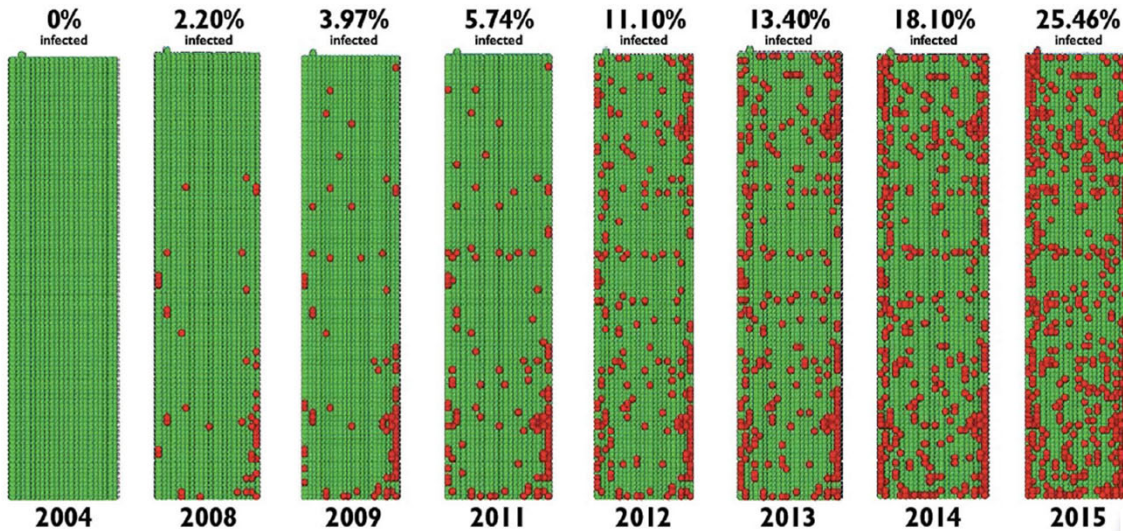 0% 2.20% 3.97% 5.74% 11.10% 13.40% 18.10% 25.46%
infected infected infected infected infected infected infected infected
2004 2008 2009 2011 2012 2013 2014 2015